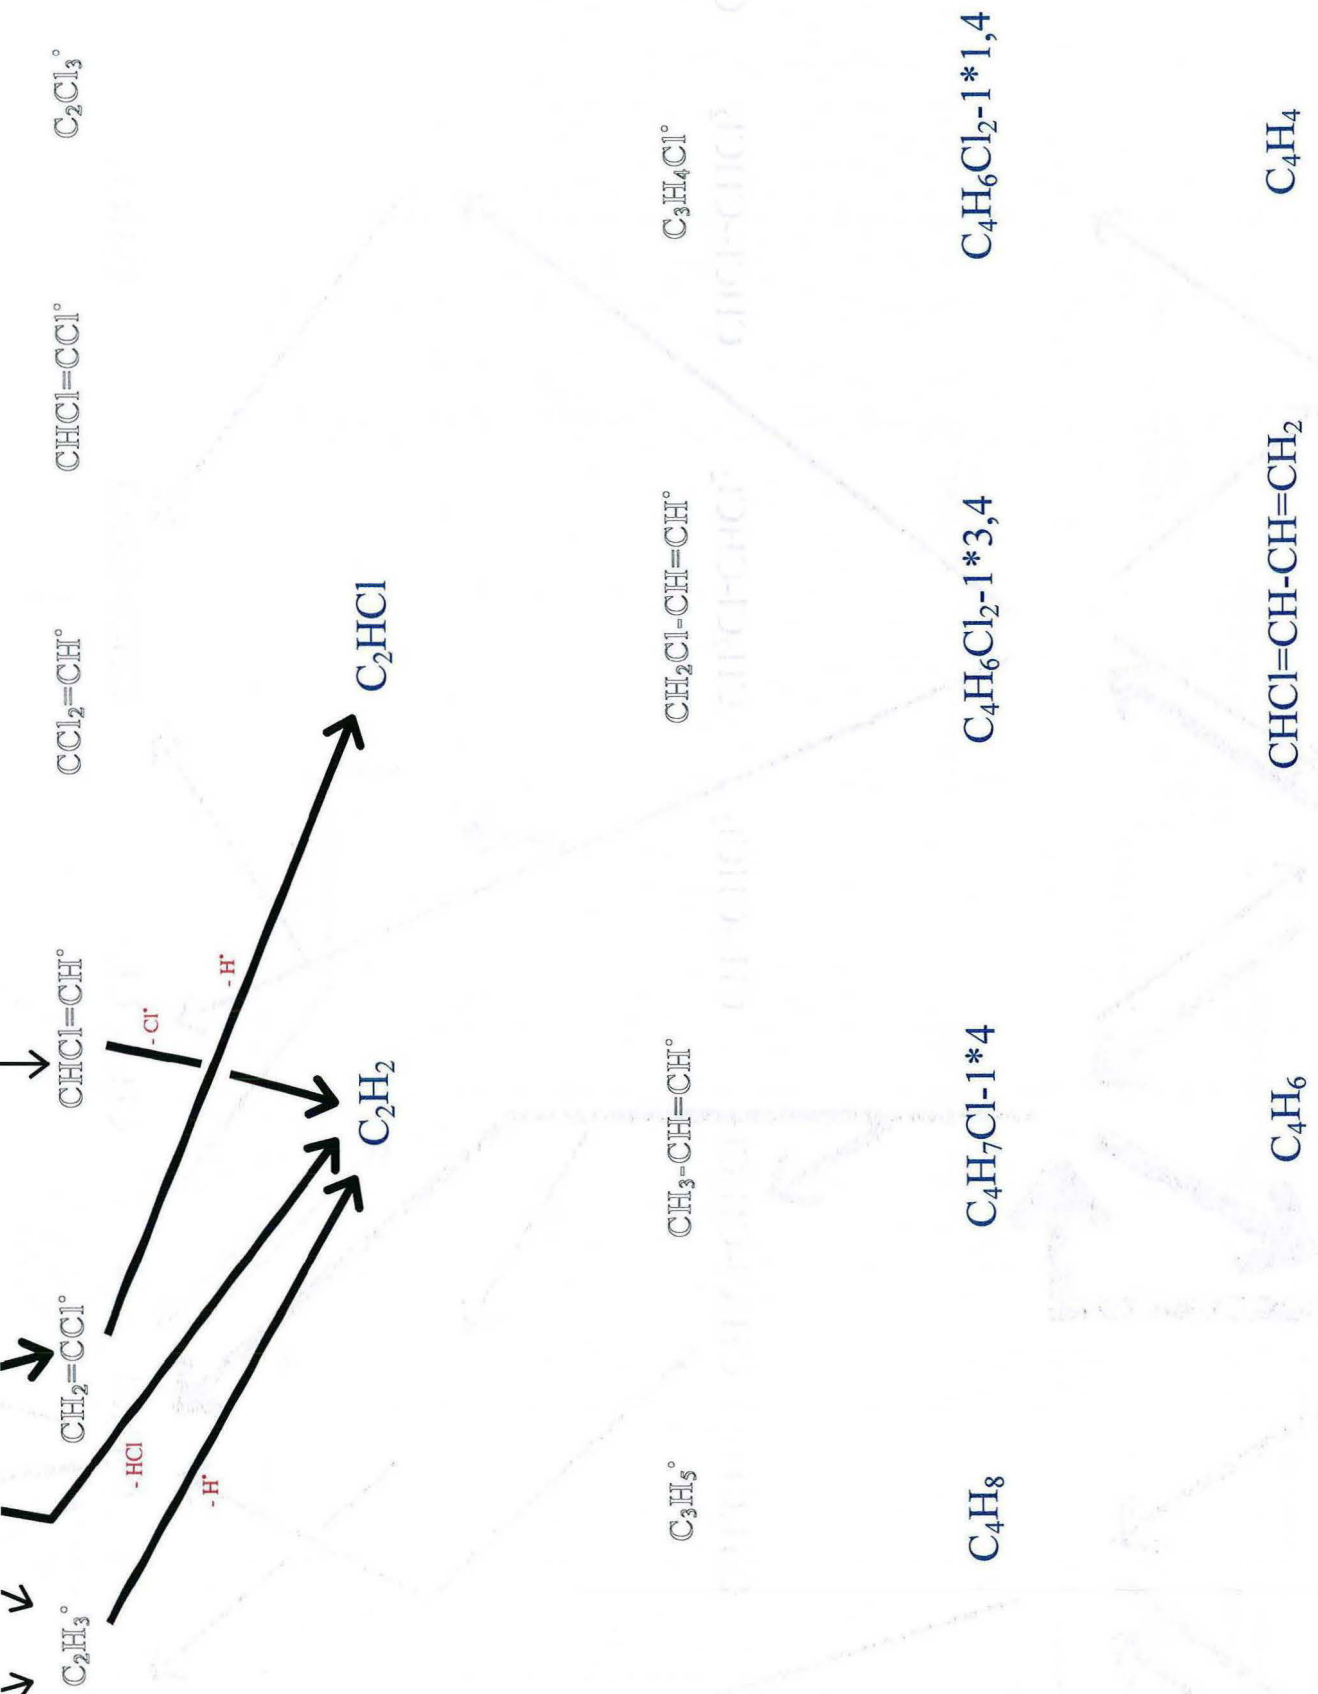 C₂H₃° CH₂=CCl° CHCl=CH° CCl₂=CH° CHCl=CCl° C₂Cl₃°
- HCl
- Cl•
- H•
- H•
C₂H₂ C₂HCl
C₃H₅° CH₃-CH=CH° CH₂Cl-CH=CH° C₃H₄Cl°
C₄H₈ C₄H₇Cl-1*4 C₄H₆Cl₂-1*3,4 C₄H₆Cl₂-1*1,4
C₄H₆ CHCl=CH-CH=CH₂ C₄H₄